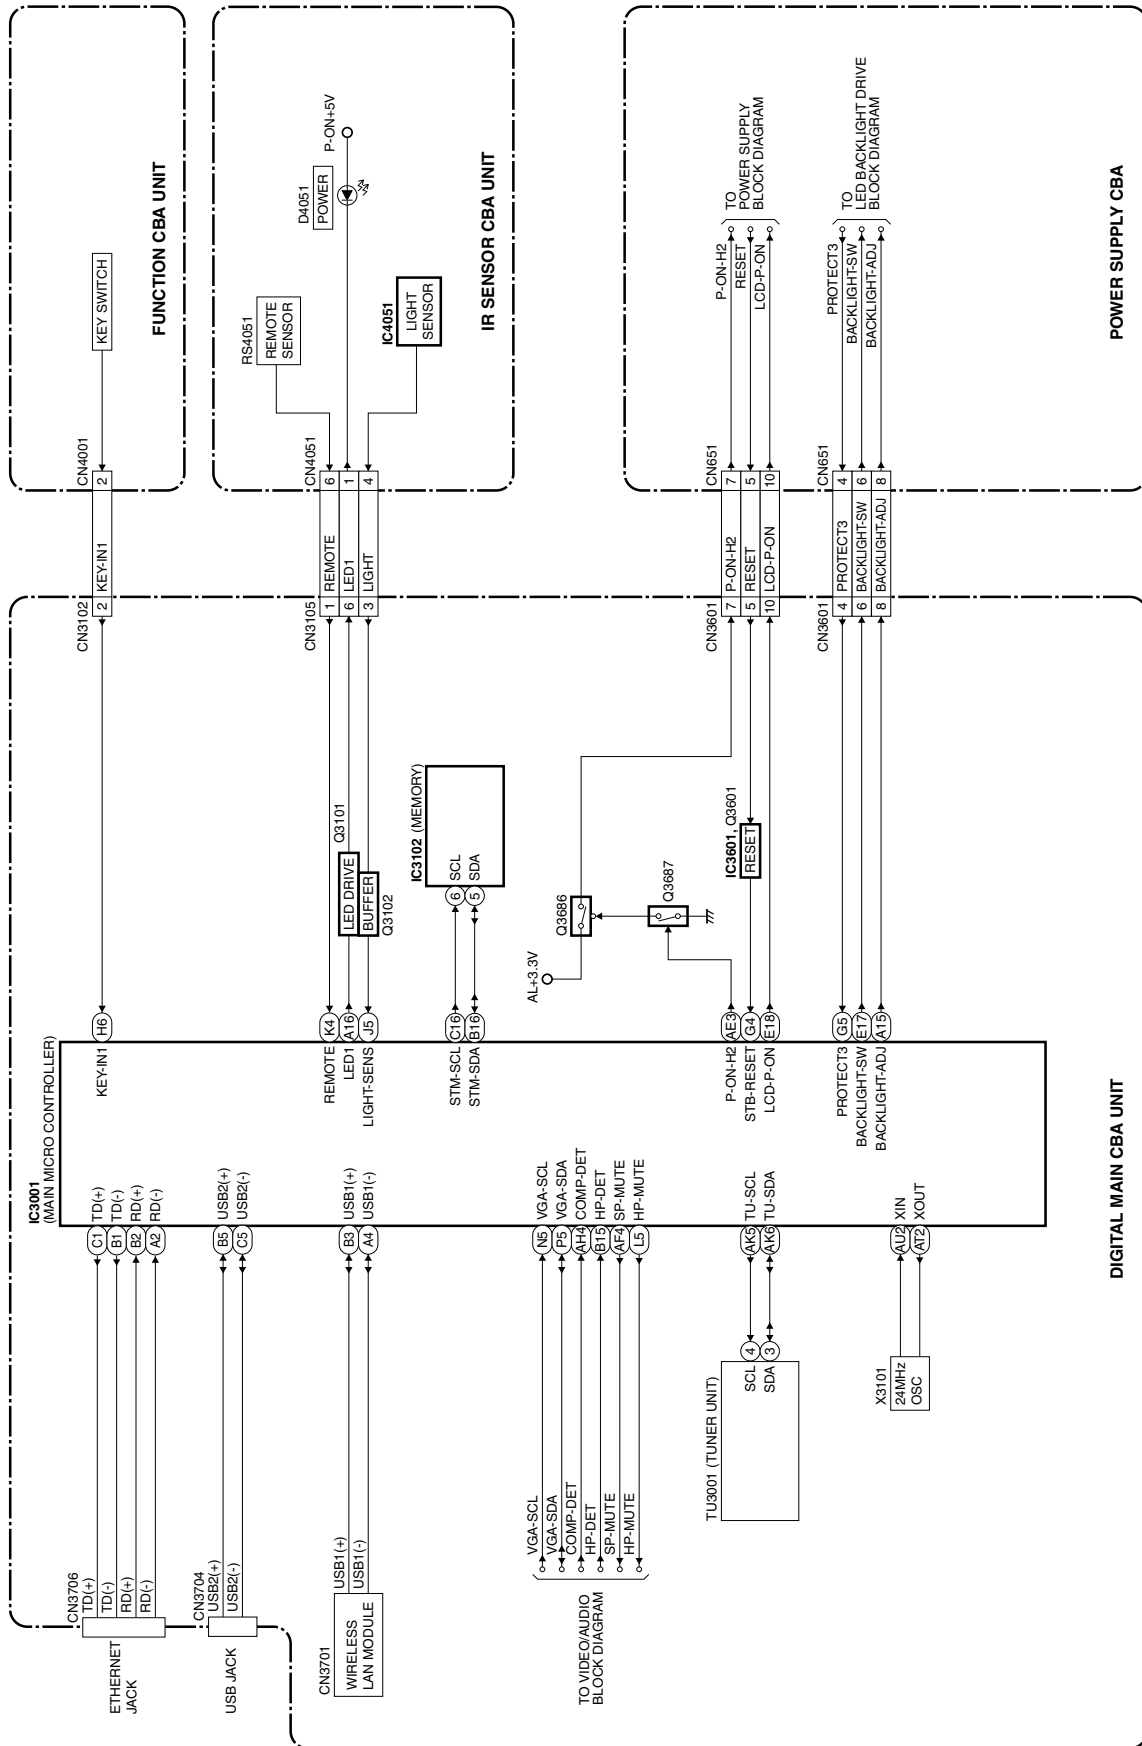 FUNCTION CBA UNIT
KEY SWITCH
CN4001
2
KEY-IN1
2
CN3102
H6
KEY-IN1
IR SENSOR CBA UNIT
RS4051
REMOTE
SENSOR
D4051
POWER
P-ON+5V
IC4051
LIGHT
SENSOR
CN4051
6
1
4
REMOTE
LED1
LIGHT
1
6
3
CN3105
Q3101
LED DRIVE
BUFFER
Q3102
K4
A16
J5
REMOTE
LED1
LIGHT-SENS
IC3102 (MEMORY)
6 SCL
5 SDA
C16
B16
STM-SCL
STM-SDA
POWER SUPPLY CBA
TO
POWER SUPPLY
BLOCK DIAGRAM
P-ON-H2
RESET
LCD-P-ON
TO
LED BACKLIGHT DRIVE
BLOCK DIAGRAM
PROTECT3
BACKLIGHT-SW
BACKLIGHT-ADJ
CN651
7
5
10
P-ON-H2
RESET
LCD-P-ON
7
5
10
CN3601
CN651
4
6
8
PROTECT3
BACKLIGHT-SW
BACKLIGHT-ADJ
4
6
8
CN3601
IC3601, Q3601
RESET
Q3686
Q3687
AL+3.3V
AE3
G4
E18
P-ON-H2
STB-RESET
LCD-P-ON
G5
E17
A15
PROTECT3
BACKLIGHT-SW
BACKLIGHT-ADJ
IC3001
(MAIN MICRO CONTROLLER)
DIGITAL MAIN CBA UNIT
C1 TD(+)
B1 TD(-)
B2 RD(+)
A2 RD(-)
B5 USB2(+)
C5 USB2(-)
B3 USB1(+)
A4 USB1(-)
N5 VGA-SCL
P5 VGA-SDA
AH4 COMP-DET
B15 HP-DET
AF4 SP-MUTE
L5 HP-MUTE
AK5 TU-SCL
AK6 TU-SDA
AU2 XIN
AT2 XOUT
CN3706
TD(+)
TD(-)
RD(+)
RD(-)
ETHERNET
JACK
CN3704
USB2(+)
USB2(-)
USB JACK
USB1(+)
USB1(-)
CN3701
WIRELESS
LAN MODULE
VGA-SCL
VGA-SDA
COMP-DET
HP-DET
SP-MUTE
HP-MUTE
TO VIDEO/AUDIO
BLOCK DIAGRAM
TU3001 (TUNER UNIT)
SCL 4
SDA 3
X3101
24MHz
OSC